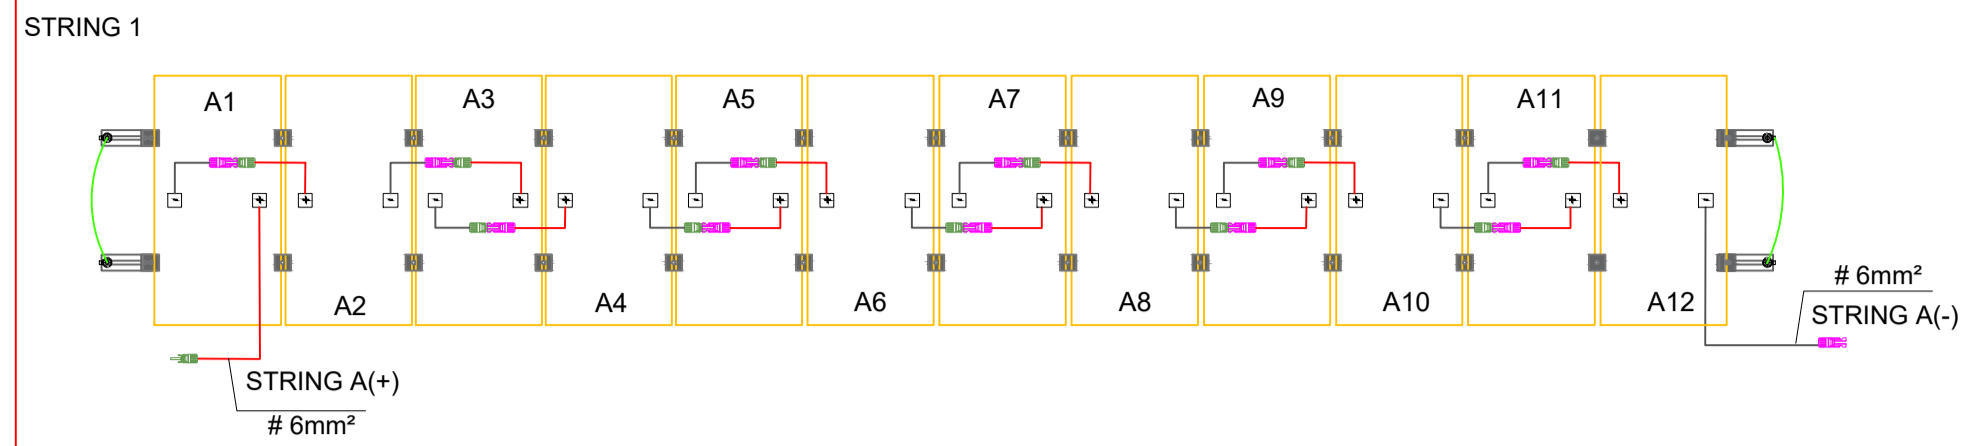 STRING 1
A1
A3
A5
A7
A9
A11
A2
A4
A6
A8
A10
A12
# 6mm²
STRING A(-)
STRING A(+)
# 6mm²